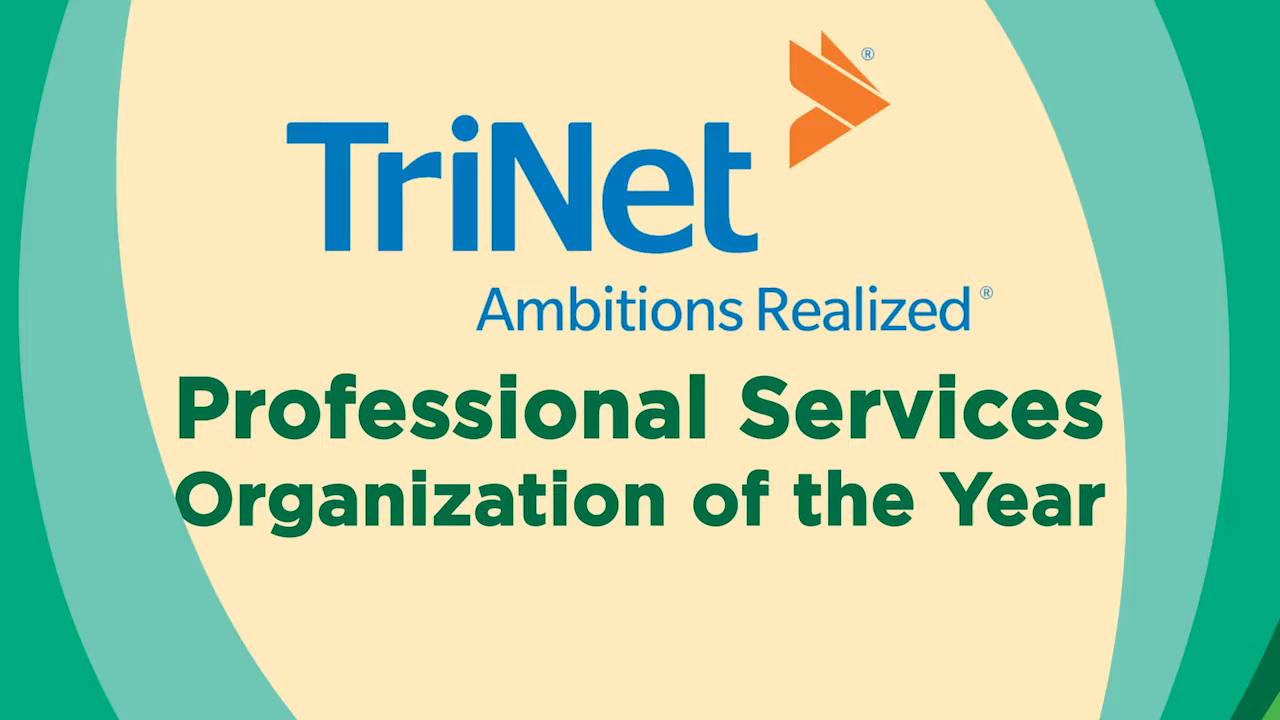 TriNet®
Ambitions Realized®
Professional Services
Organization of the Year